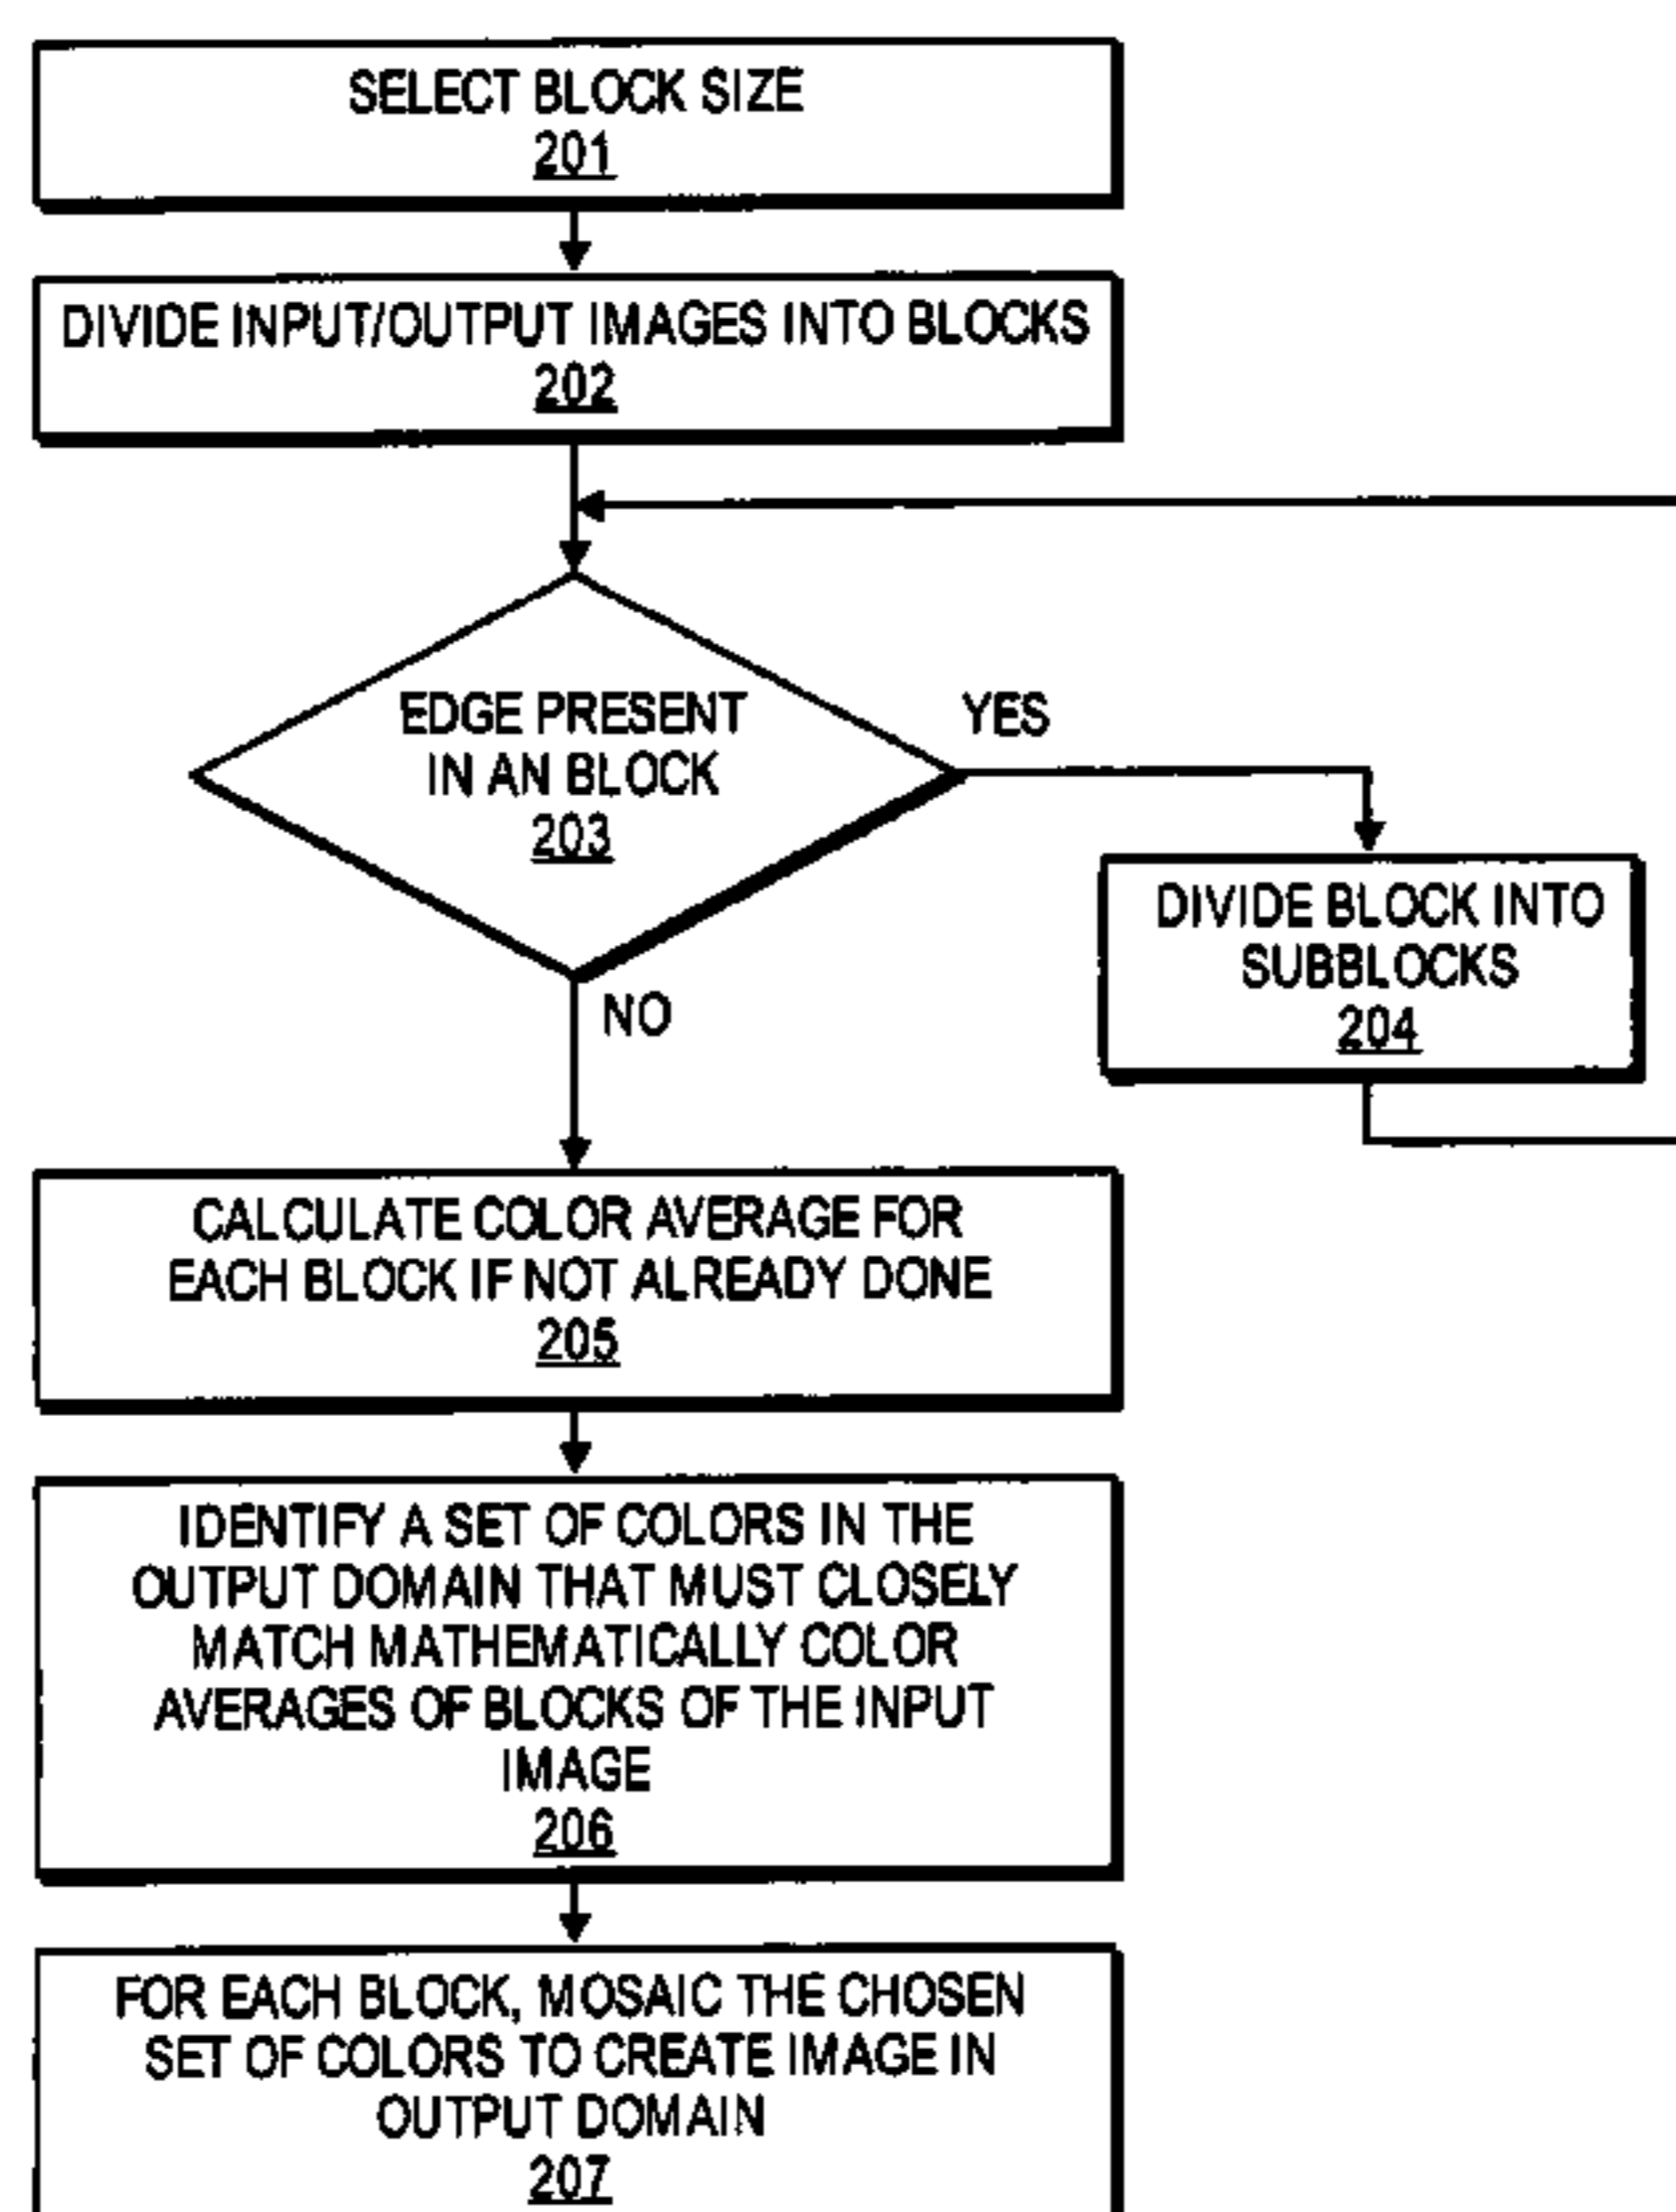 SELECT BLOCK SIZE
201
DIVIDE INPUT/OUTPUT IMAGES INTO BLOCKS
202
EDGE PRESENT
IN AN BLOCK
203
YES
NO
DIVIDE BLOCK INTO
SUBBLOCKS
204
CALCULATE COLOR AVERAGE FOR
EACH BLOCK IF NOT ALREADY DONE
205
IDENTIFY A SET OF COLORS IN THE
OUTPUT DOMAIN THAT MUST CLOSELY
MATCH MATHEMATICALLY COLOR
AVERAGES OF BLOCKS OF THE INPUT
IMAGE
206
FOR EACH BLOCK, MOSAIC THE CHOSEN
SET OF COLORS TO CREATE IMAGE IN
OUTPUT DOMAIN
207